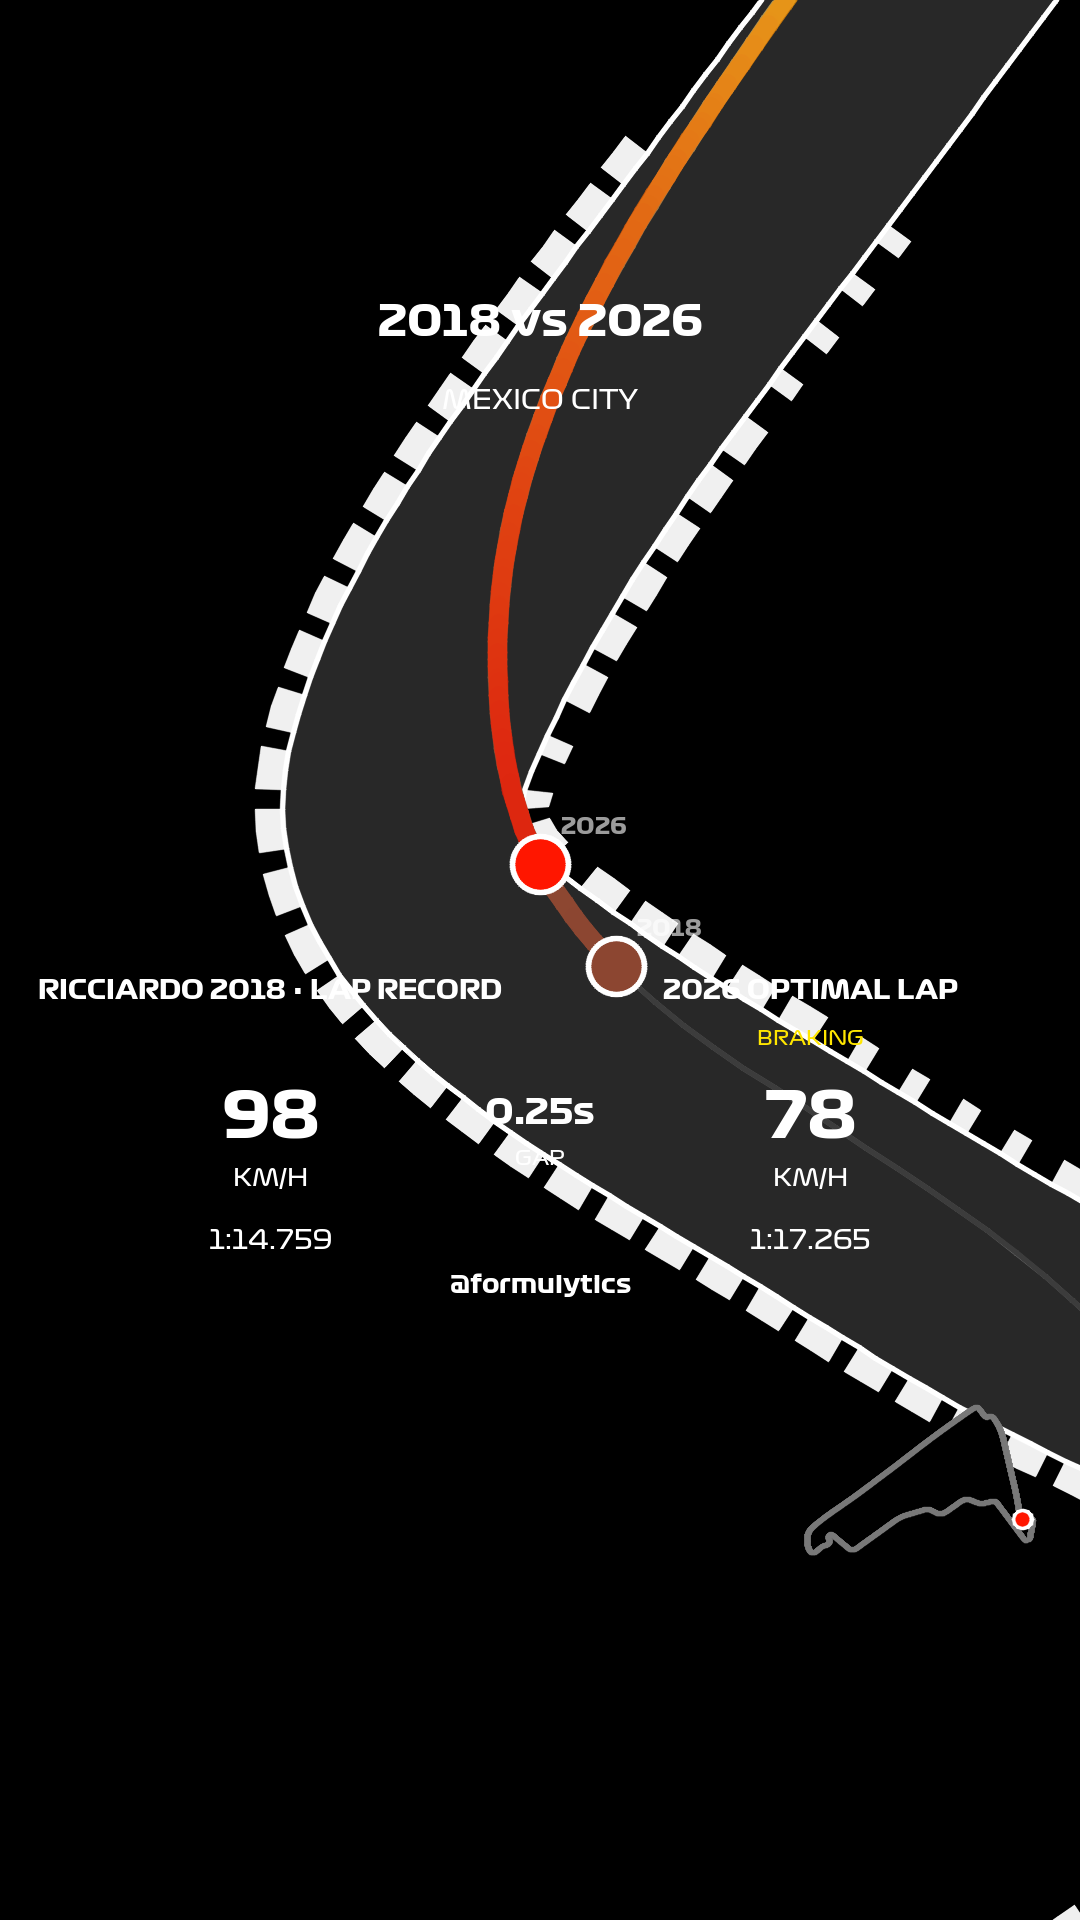 2018 vs 2026
MEXICO CITY
2026
2018
RICCIARDO 2018 · LAP RECORD
2026 OPTIMAL LAP
BRAKING
98
0.25s
78
GAP
KM/H
KM/H
1:14.759
1:17.265
@formulytics